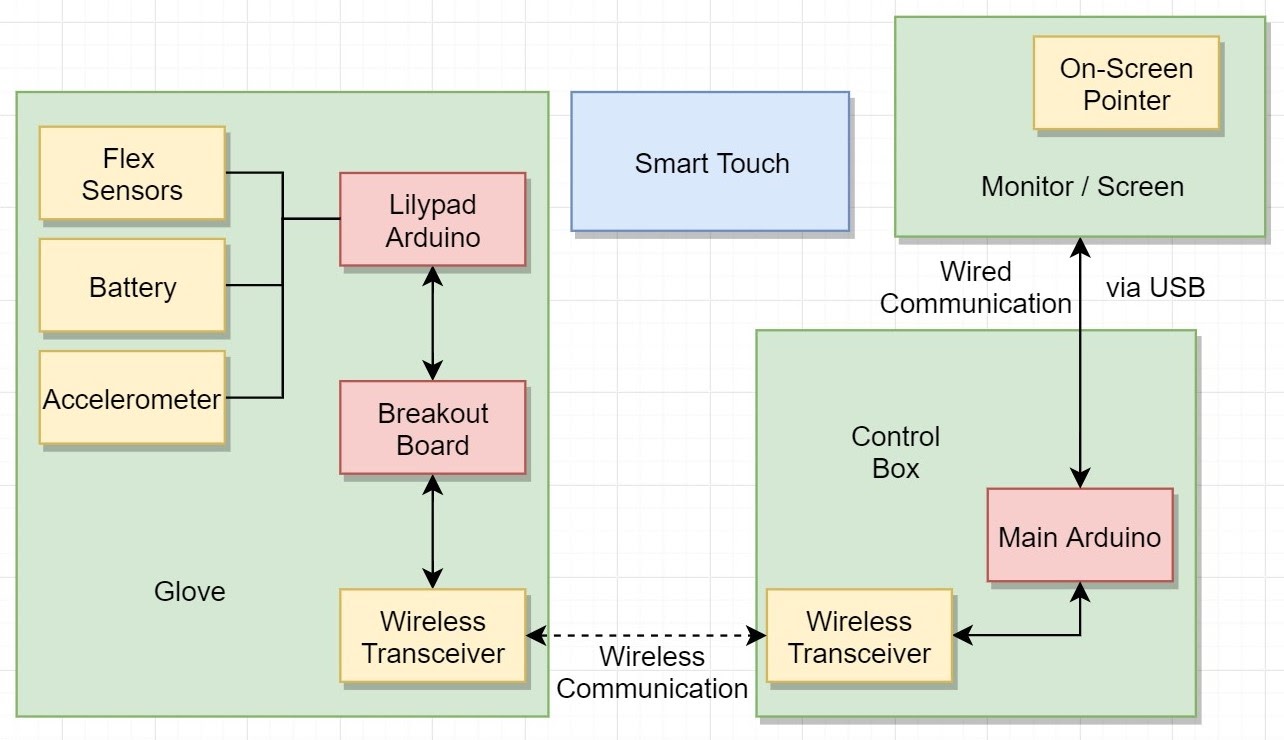 Flex
Sensors
Battery
Accelerometer
Lilypad
Arduino
Breakout
Board
Glove
Wireless
Transceiver
Smart Touch
Wireless
Communication
On-Screen
Pointer
Monitor / Screen
Wired
Communication
via USB
Control
Box
Main Arduino
Wireless
Transceiver